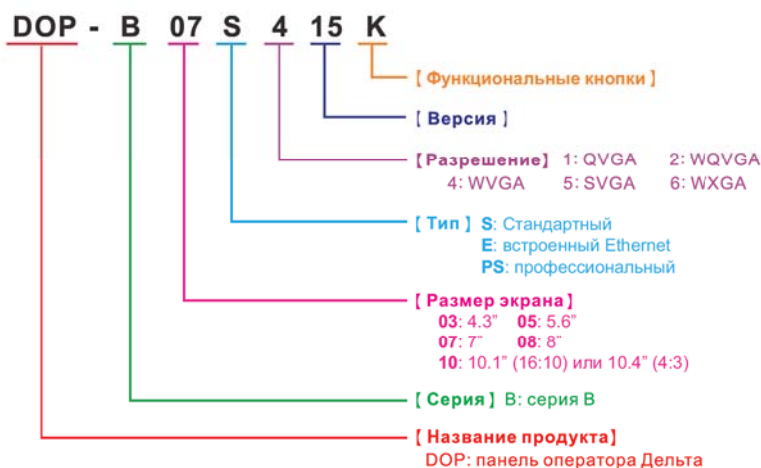 DOP - B 07 S 4 15 K
[ Функциональные кнопки ]
[ Версия ]
[ Разрешение] 1: QVGA 2: WQVGA
4: WVGA 5: SVGA 6: WXGA
[ Тип ] S: Стандартный
E: встроенный Ethernet
PS: профессиональный
[ Размер экрана]
03: 4.3” 05: 5.6”
07: 7¨ 08: 8¨
10: 10.1” (16:10) или 10.4” (4:3)
[ Серия ] B: серия B
[ Название продукта]
DOP: панель оператора Дельта